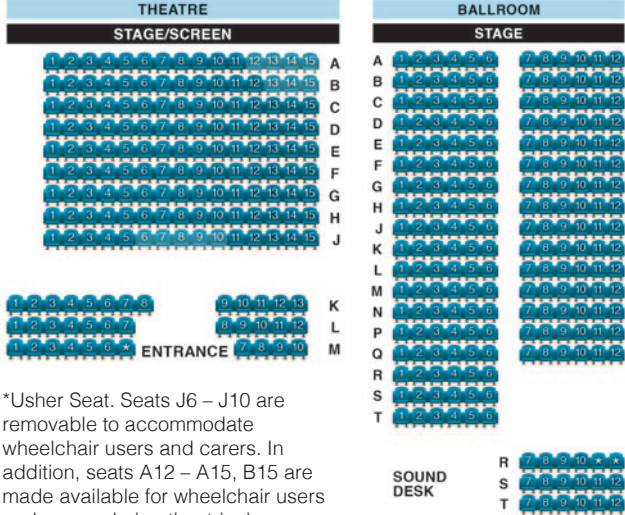 THEATRE
STAGE/SCREEN
1 2 3 4 5 6 7 8 9 10 11 12 13 14 15 A
1 2 3 4 5 6 7 8 9 10 11 12 13 14 15 B
1 2 3 4 5 6 7 8 9 10 11 12 13 14 15 C
1 2 3 4 5 6 7 8 9 10 11 12 13 14 15 D
1 2 3 4 5 6 7 8 9 10 11 12 13 14 15 E
1 2 3 4 5 6 7 8 9 10 11 12 13 14 15 F
1 2 3 4 5 6 7 8 9 10 11 12 13 14 15 G
1 2 3 4 5 6 7 8 9 10 11 12 13 14 15 H
1 2 3 4 5 6 7 8 9 10 11 12 13 14 15 J
1 2 3 4 5 6 7 8 9 10 11 12 13 K
1 2 3 4 5 6 7 8 9 10 11 12 L
1 2 3 4 5 6 * ENTRANCE 7 8 9 10 M
*Usher Seat. Seats J6 – J10 are
removable to accommodate
wheelchair users and carers. In
addition, seats A12 – A15, B15 are
made available for wheelchair users
BALLROOM
STAGE
A 1 2 3 4 5 6 7 8 9 10 11 12
B 1 2 3 4 5 6 7 8 9 10 11 12
C 1 2 3 4 5 6 7 8 9 10 11 12
D 1 2 3 4 5 6 7 8 9 10 11 12
E 1 2 3 4 5 6 7 8 9 10 11 12
F 1 2 3 4 5 6 7 8 9 10 11 12
G 1 2 3 4 5 6 7 8 9 10 11 12
H 1 2 3 4 5 6 7 8 9 10 11 12
J 1 2 3 4 5 6 7 8 9 10 11 12
K 1 2 3 4 5 6 7 8 9 10 11 12
L 1 2 3 4 5 6 7 8 9 10 11 12
M 1 2 3 4 5 6 7 8 9 10 11 12
N 1 2 3 4 5 6 7 8 9 10 11 12
P 1 2 3 4 5 6 7 8 9 10 11 12
Q 1 2 3 4 5 6 7 8 9 10 11 12
R 1 2 3 4 5 6
S 1 2 3 4 5 6
T 1 2 3 4 5 6
SOUND
DESK
R 7 8 9 10 * *
S 7 8 9 10 11 12
T 7 8 9 10 11 12